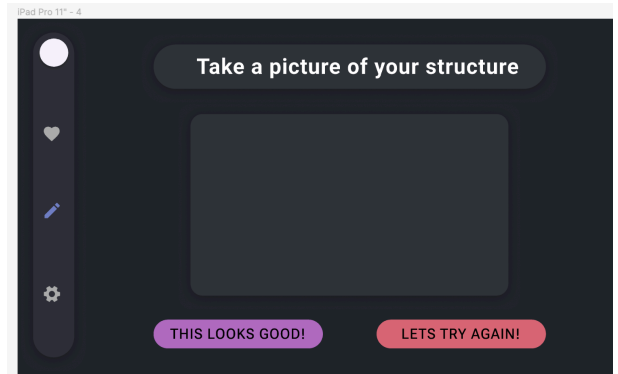 iPad Pro 11" - 4
Take a picture of your structure
THIS LOOKS GOOD!
LETS TRY AGAIN!